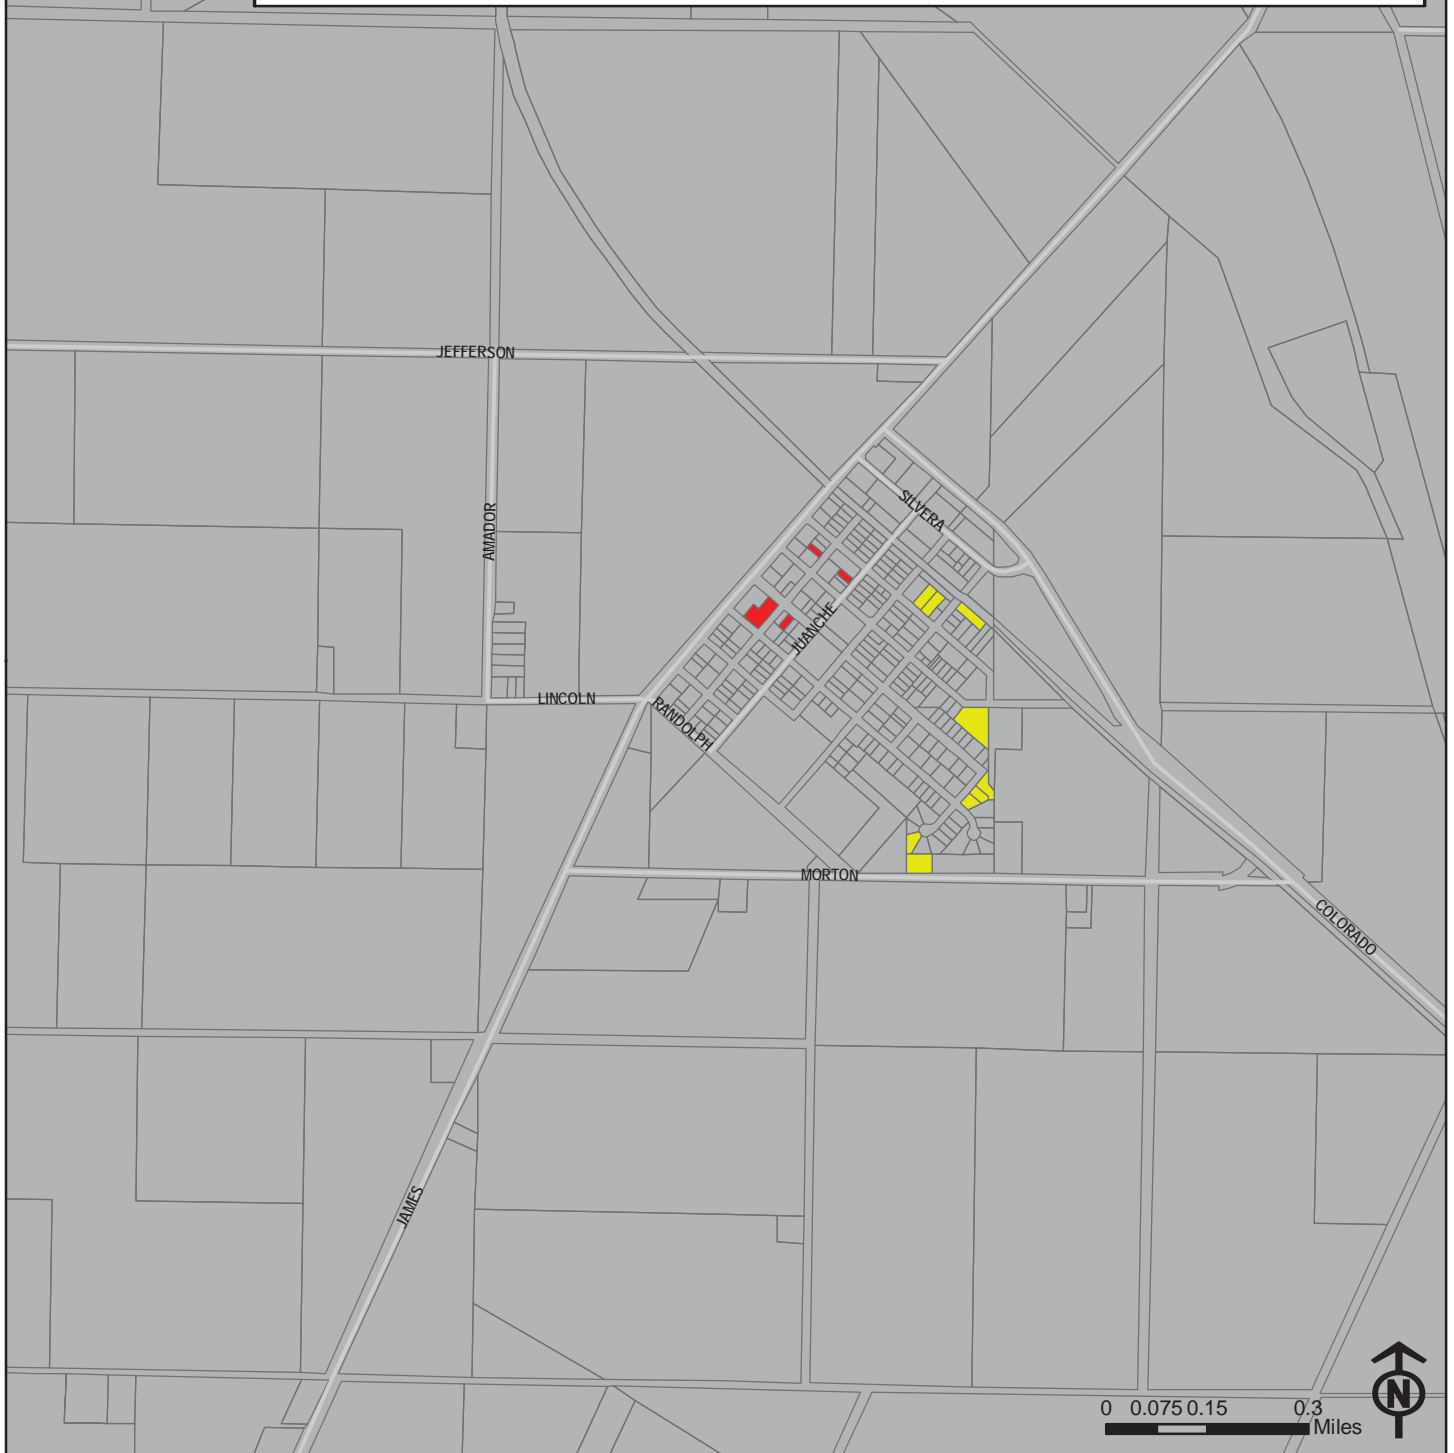 JEFFERSON
SILVERA
AMADOR
JUANCHE
LINCOLN
RANDOLPH
MORTON
COLORADO
JAMES
N
0 0.075 0.15 0.3
Miles